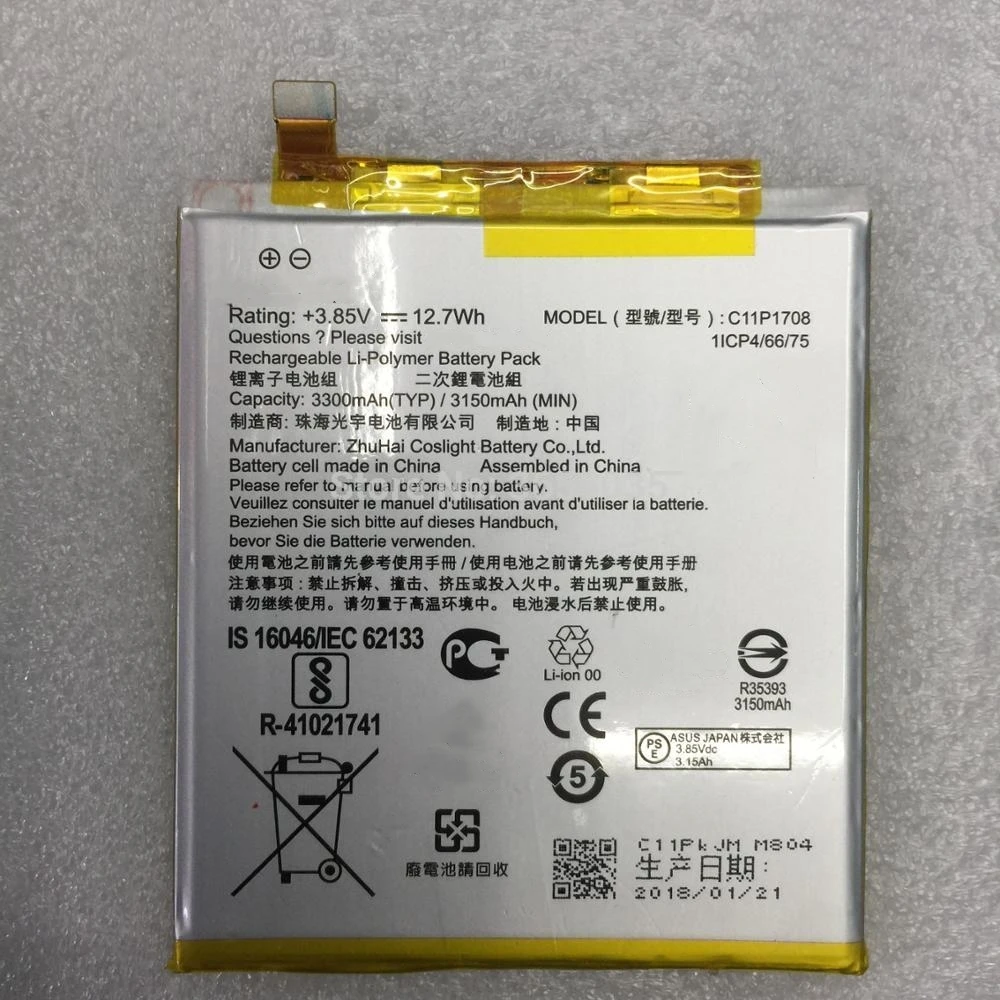 Rating: +3.85V ⎓ 12.7Wh
MODEL ( 型號/型号 ) : C11P1708
1ICP4/66/75
Questions ? Please visit
Rechargeable Li-Polymer Battery Pack
锂离子电池组 二次鋰電池組
Capacity: 3300mAh(TYP) / 3150mAh (MIN)
制造商: 珠海光宇电池有限公司 制造地 : 中国
Manufacturer: ZhuHai Coslight Battery Co.,Ltd.
Battery cell made in China Assembled in China
Please refer to manual before using battery.
Veuillez consulter le manuel d'utilisation avant d'utiliser la batterie.
Beziehen Sie sich bitte auf dieses Handbuch,
bevor Sie die Batterie verwenden.
使用電池之前請先參考使用手冊 / 使用电池之前请先参考使用手册
注意事项 : 禁止拆解、撞击、挤压或投入火中。若出现严重鼓胀,
请勿继续使用。请勿置于高温环境中。电池浸水后禁止使用。
IS 16046/IEC 62133
R-41021741
Li-ion 00
R35393
3150mAh
CE
PS
E
ASUS JAPAN株式会社
3.85Vdc
3.15Ah
5
廢電池請回收
C11PkJM M804
生产日期:
2018/01/21